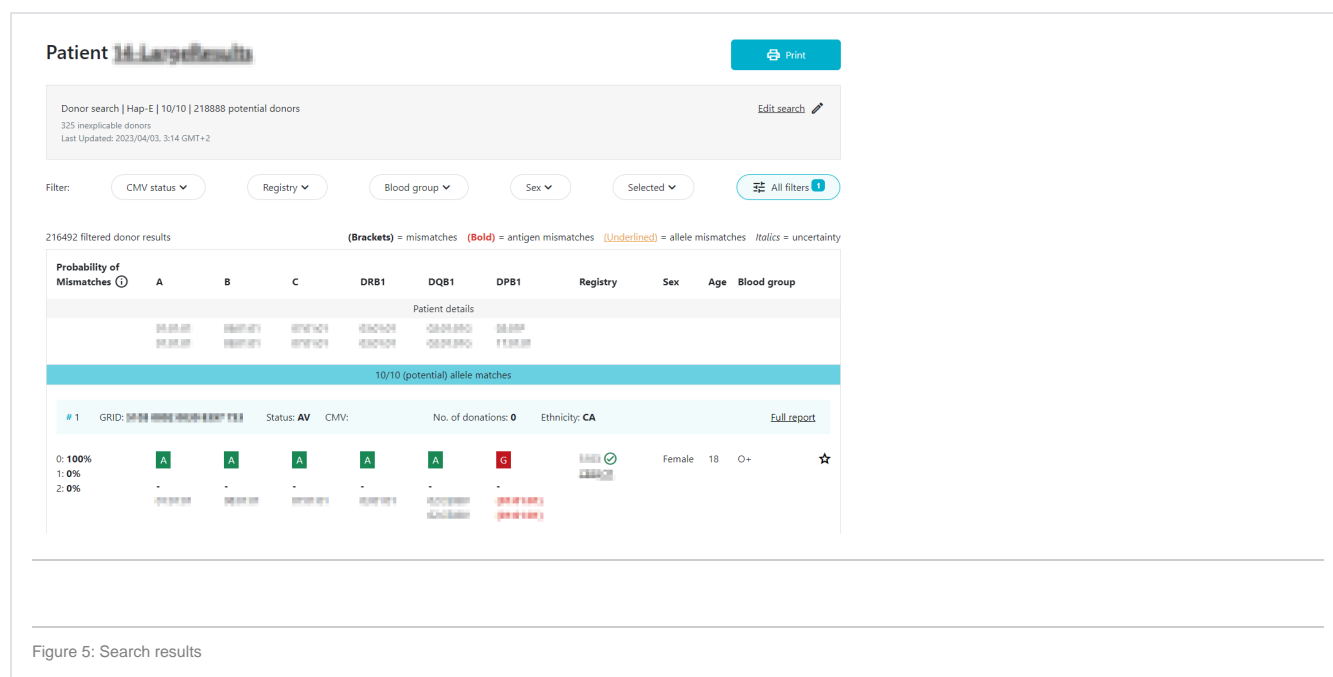 Patient
Print
Donor search | Hap-E | 10/10 | 218888 potential donors
Edit search
325 inexplicable donors
Last Updated: 2023/04/03, 3:14 GMT+2
Filter: CMV status Registry Blood group Sex Selected All filters 1
216492 filtered donor results (Brackets) = mismatches (Bold) = antigen mismatches (Underlined) = allele mismatches Italics = uncertainty
Probability of
Mismatches A B C DRB1 DQB1 DPB1 Registry Sex Age Blood group
Patient details
10/10 (potential) allele matches
# 1 GRID: Status: AV CMV: No. of donations: 0 Ethnicity: CA Full report
0: 100% A A A A A G Female 18 O+
1: 0%
2: 0% - - - - - -
Figure 5: Search results